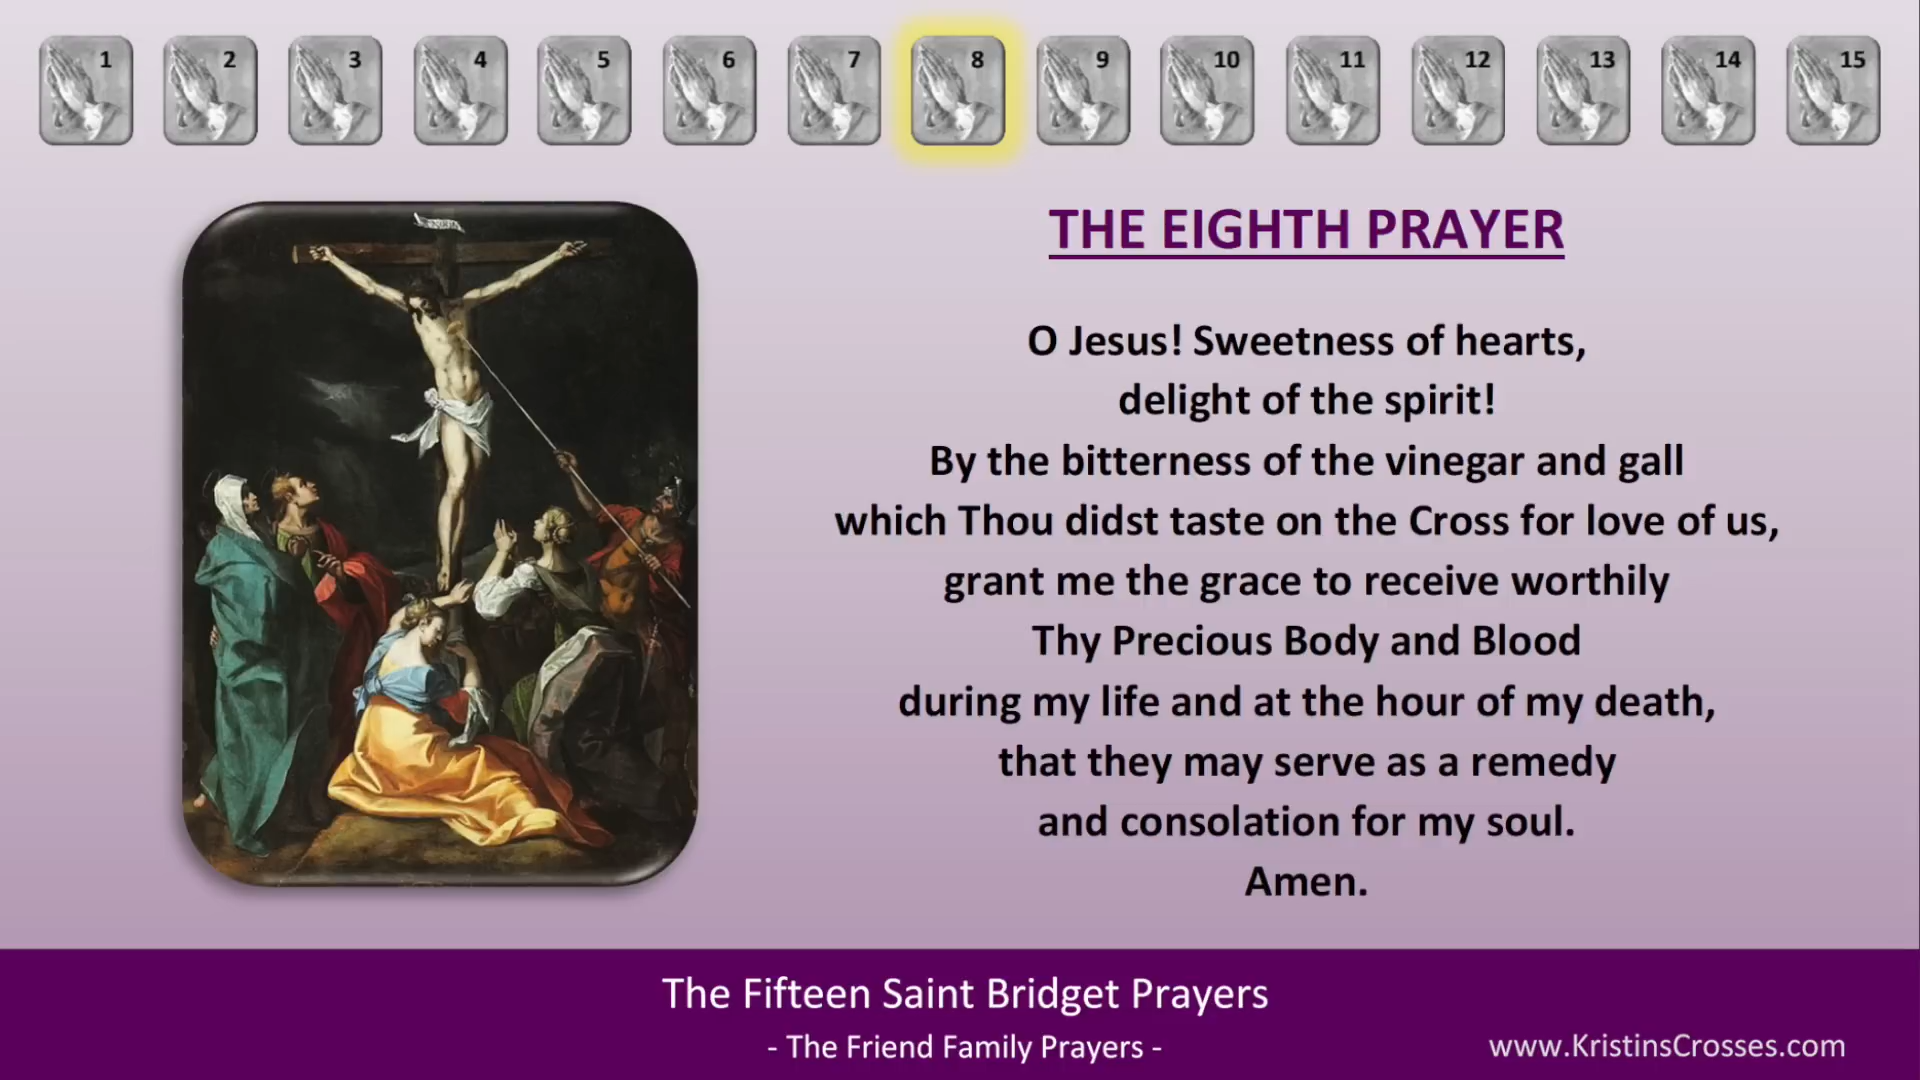 1 2 3 4 5 6 7 8 9 10 11 12 13 14 15
THE EIGHTH PRAYER
O Jesus! Sweetness of hearts,
delight of the spirit!
By the bitterness of the vinegar and gall
which Thou didst taste on the Cross for love of us,
grant me the grace to receive worthily
Thy Precious Body and Blood
during my life and at the hour of my death,
that they may serve as a remedy
and consolation for my soul.
Amen.
The Fifteen Saint Bridget Prayers
- The Friend Family Prayers -
www.KristinsCrosses.com